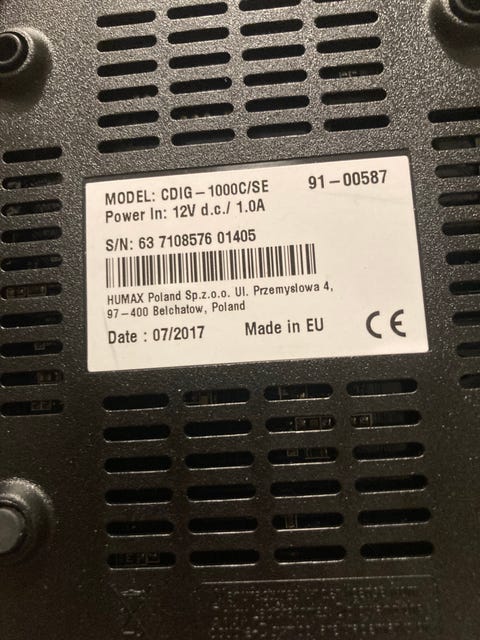 MODEL: CDIG-1000C/SE 91-00587
Power In: 12V d.c./ 1.0A
S/N: 63 7108576 01405
HUMAX Poland Sp.z.o.o. Ul. Przemyslowa 4,
97-400 Belchatow, Poland
Date : 07/2017 Made in EU CE